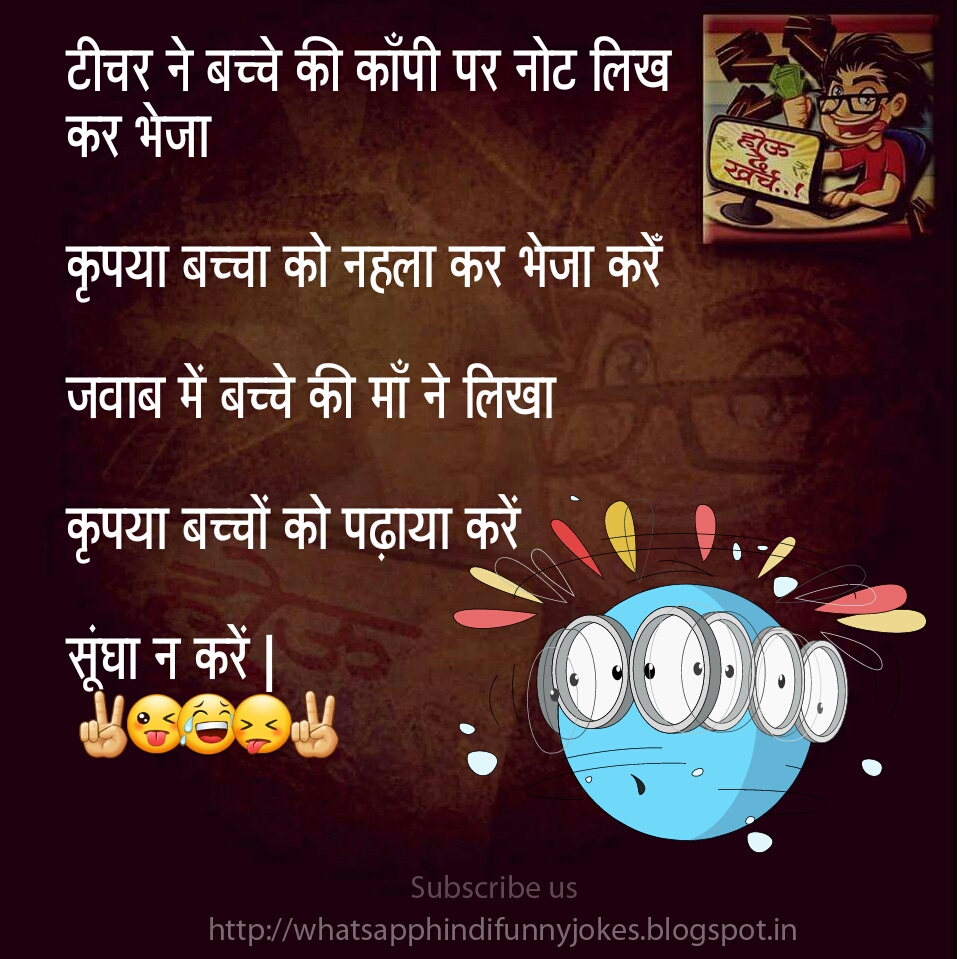 टीचर ने बच्चे की काँपी पर नोट लिख
कर भेजा
होऊ
दे
खर्च..!
कृपया बच्चा को नहला कर भेजा करेँ
जवाब में बच्चे की माँ ने लिखा
कृपया बच्चों को पढ़ाया करें
सूंघा न करें |
Subscribe us
http://whatsapphindifunnyjokes.blogspot.in